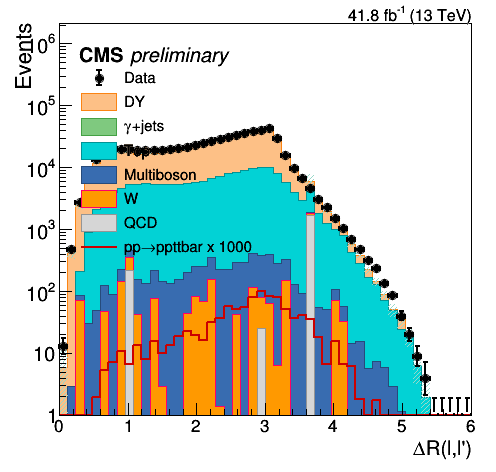 41.8 fb⁻¹ (13 TeV)
Events
CMS preliminary
Data
DY
γ+jets
Multiboson
W
QCD
pp→ppttbar x 1000
10⁶
10⁵
10⁴
10³
10²
10
1
0 1 2 3 4 5 6
ΔR(l,l')